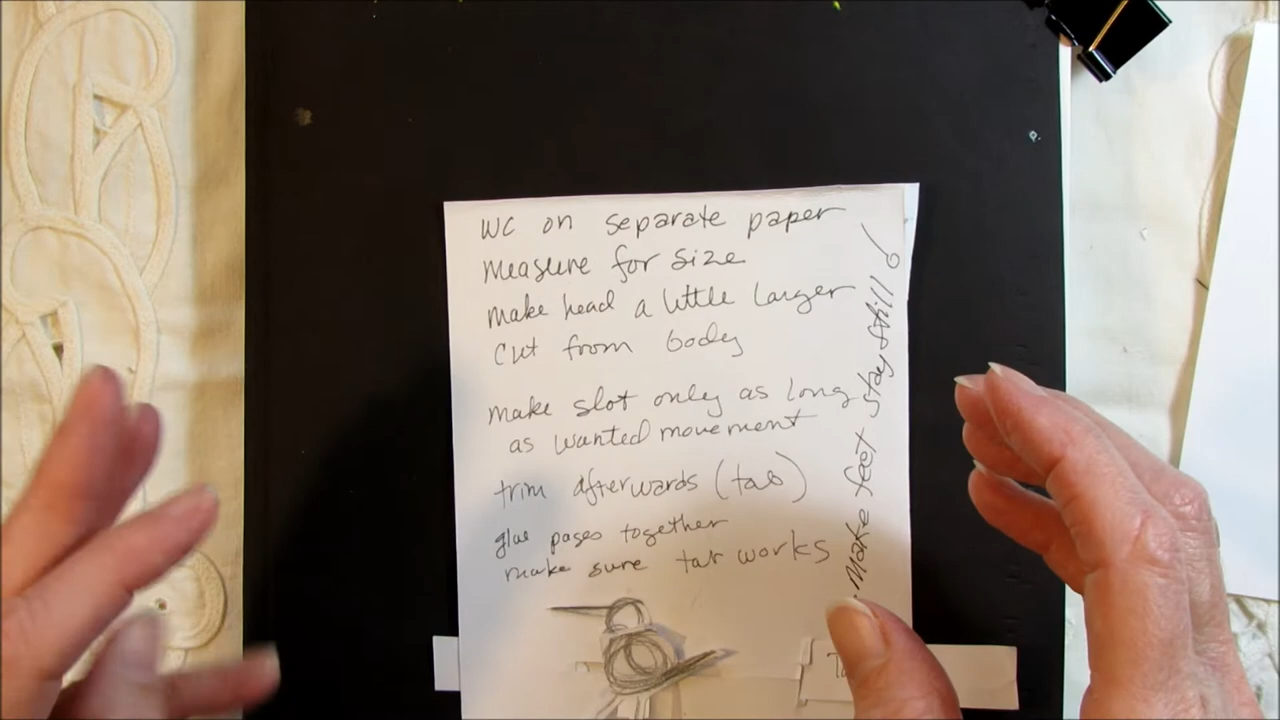 WC on separate paper
measure for size
make head a little larger
cut from body
make slot only as long
as wanted movement
trim afterwards (tab)
glue pages together
make sure tab works
Make feet stay still